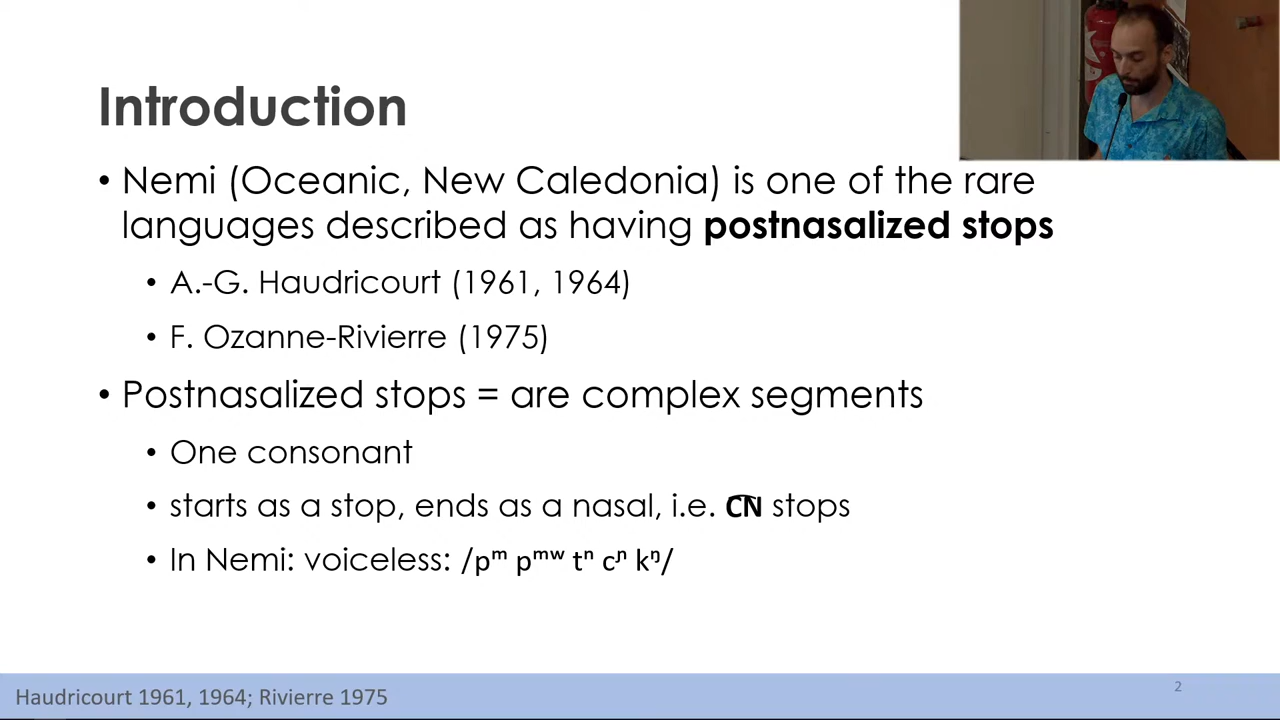 Introduction
• Nemi (Oceanic, New Caledonia) is one of the rare
languages described as having postnasalized stops
• A.-G. Haudricourt (1961, 1964)
• F. Ozanne-Rivierre (1975)
• Postnasalized stops = are complex segments
• One consonant
• starts as a stop, ends as a nasal, i.e. C͡N stops
• In Nemi: voiceless: /pᵐ pᵐʷ tⁿ cᶮ kᵑ/
Haudricourt 1961, 1964; Rivierre 1975
2